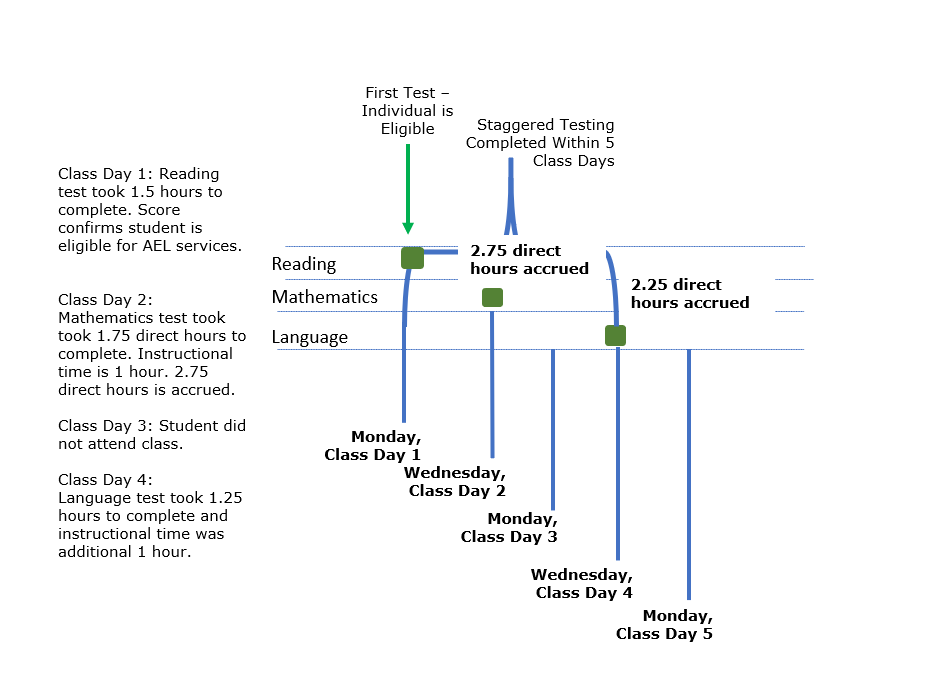 First Test –
Individual is
Eligible
Staggered Testing
Completed Within 5
Class Days
Class Day 1: Reading
test took 1.5 hours to
complete. Score
confirms student is
eligible for AEL services.
Class Day 2:
Mathematics test took
took 1.75 direct hours to
complete. Instructional
time is 1 hour. 2.75
direct hours is accrued.
Class Day 3: Student did
not attend class.
Class Day 4:
Language test took 1.25
hours to complete and
instructional time was
additional 1 hour.
Reading
Mathematics
Language
2.75 direct
hours accrued
2.25 direct
hours accrued
Monday,
Class Day 1
Wednesday,
Class Day 2
Monday,
Class Day 3
Wednesday,
Class Day 4
Monday,
Class Day 5